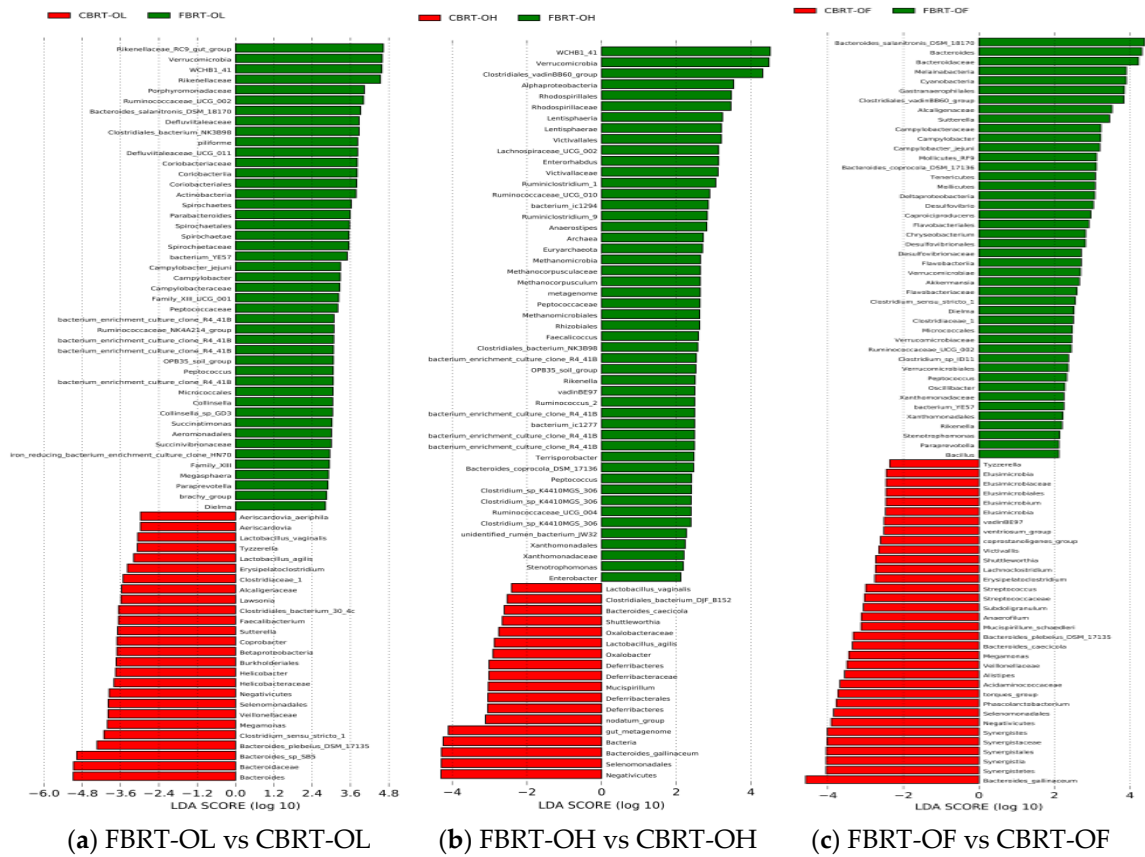 CBRT-OL FBRT-OL
Rikenellaceae_RC9_gut_group
Verrucomicrobia
WCHB1_41
Rikenellaceae
Porphyromonadaceae
Ruminococcaceae_UCG_002
Bacteroides_salanitronis_DSM_18170
Defluviitaleaceae
Clostridiales_bacterium_NK3B98
piliforme
Defluviitaleaceae_UCG_011
Coriobacteriaceae
Coriobacteriia
Coriobacteriales
Actinobacteria
Spirochaetes
Parabacteroides
Spirochaetales
Spirochaetae
Spirochaetaceae
bacterium_YE57
Campylobacter_jejuni
Campylobacter
Campylobacteraceae
Family_XIII_UCG_001
Peptococcaceae
bacterium_enrichment_culture_clone_R4_41B
Ruminococcaceae_NK4A214_group
bacterium_enrichment_culture_clone_R4_41B
bacterium_enrichment_culture_clone_R4_41B
OPB35_soil_group
Peptococcus
bacterium_enrichment_culture_clone_R4_41B
Micrococcales
Collinsella
Collinsella_sp_GD3
Succinatimonas
Aeromonadales
Succinivibrionaceae
iron_reducing_bacterium_enrichment_culture_clone_HN70
Family_XIII
Megasphaera
Paraprevotella
brachy_group
Dielma
Aeriscardovia_aeriphila
Aeriscardovia
Lactobacillus_vaginalis
Tyzzerella
Lactobacillus_agilis
Erysipelatoclostridium
Clostridiaceae_1
Alcaligenaceae
Lawsonia
Clostridiales_bacterium_30_4c
Faecalibacterium
Sutterella
Coprobacter
Betaproteobacteria
Burkholderiales
Helicobacter
Helicobacteraceae
Negativicutes
Selenomonadales
Veillonellaceae
Megamonas
Clostridium_sensu_stricto_1
Bacteroides_plebeius_DSM_17135
Bacteroides_sp_SB5
Bacteroidaceae
Bacteroides
−6.0 −4.8 −3.6 −2.4 −1.2 0.0 1.2 2.4 3.6 4.8
LDA SCORE (log 10)
(a) FBRT-OL vs CBRT-OL
CBRT-OH FBRT-OH
WCHB1_41
Verrucomicrobia
Clostridiales_vadinBB60_group
Alphaproteobacteria
Rhodospirillales
Rhodospirillaceae
Lentisphaeria
Lentisphaerae
Victivallales
Lachnospiraceae_UCG_002
Enterorhabdus
Victivallaceae
Ruminiclostridium_1
Ruminococcaceae_UCG_010
bacterium_ic1294
Ruminiclostridium_9
Anaerostipes
Archaea
Euryarchaeota
Methanomicrobia
Methanocorpusculaceae
Methanocorpusculum
metagenome
Peptococcaceae
Methanomicrobiales
Rhizobiales
Faecalicoccus
Clostridiales_bacterium_NK3B98
bacterium_enrichment_culture_clone_R4_41B
OPB35_soil_group
Rikenella
vadinBE97
Ruminococcus_2
bacterium_enrichment_culture_clone_R4_41B
bacterium_ic1277
bacterium_enrichment_culture_clone_R4_41B
bacterium_enrichment_culture_clone_R4_41B
Terrisporobacter
Bacteroides_coprocola_DSM_17136
Peptococcus
Clostridium_sp_K4410MGS_306
Clostridium_sp_K4410MGS_306
Ruminococcaceae_UCG_004
Clostridium_sp_K4410MGS_306
unidentified_rumen_bacterium_JW32
Xanthomonadales
Xanthomonadaceae
Stenotrophomonas
Enterobacter
Lactobacillus_vaginalis
Clostridiales_bacterium_DJF_B152
Bacteroides_caecicola
Shuttleworthia
Oxalobacteraceae
Lactobacillus_agilis
Oxalobacter
Deferribacteres
Deferribacteraceae
Mucispirillum
Deferribacterales
Deferribacteres
nodatum_group
gut_metagenome
Bacteria
Bacteroides_gallinaceum
Selenomonadales
Negativicutes
−4 −2 0 2 4
LDA SCORE (log 10)
(b) FBRT-OH vs CBRT-OH
CBRT-OF FBRT-OF
Bacteroides_salanitronis_DSM_18170
Bacteroides
Bacteroidaceae
Melainabacteria
Cyanobacteria
Gastranaerophilales
Clostridiales_vadinBB60_group
Alcaligenaceae
Sutterella
Campylobacteraceae
Campylobacter
Campylobacter_jejuni
Mollicutes_RF9
Bacteroides_coprocola_DSM_17136
Tenericutes
Mollicutes
Deltaproteobacteria
Desulfovibrio
Caproiciproducens
Flavobacteriales
Chryseobacterium
Desulfovibrionales
Desulfovibrionaceae
Flavobacteriia
Verrucomicrobiae
Akkermansia
Flavobacteriaceae
Clostridium_sensu_stricto_1
Dielma
Clostridiaceae_1
Micrococcales
Verrucomicrobiaceae
Ruminococcaceae_UCG_002
Clostridium_sp_ID11
Verrucomicrobiales
Peptococcus
Oscillibacter
Xanthomonadaceae
bacterium_YE57
Xanthomonadales
Rikenella
Stenotrophomonas
Paraprevotella
Bacillus
Tyzzerella
Elusimicrobia
Elusimicrobiaceae
Elusimicrobiales
Elusimicrobium
Elusimicrobia
vadinBE97
ventriosum_group
coprostanoligenes_group
Victivallis
Shuttleworthia
Lachnoclostridium
Erysipelatoclostridium
Streptococcus
Streptococcaceae
Subdoligranulum
Anaerofilum
Mucispirillum_schaedleri
Bacteroides_plebeius_DSM_17135
Bacteroides_caecicola
Megamonas
Veillonellaceae
Alistipes
Acidaminococcaceae
torques_group
Phascolarctobacterium
Selenomonadales
Negativicutes
Synergistes
Synergistaceae
Synergistales
Synergistia
Synergistetes
Bacteroides_gallinaceum
−4 −2 0 2 4
LDA SCORE (log 10)
(c) FBRT-OF vs CBRT-OF